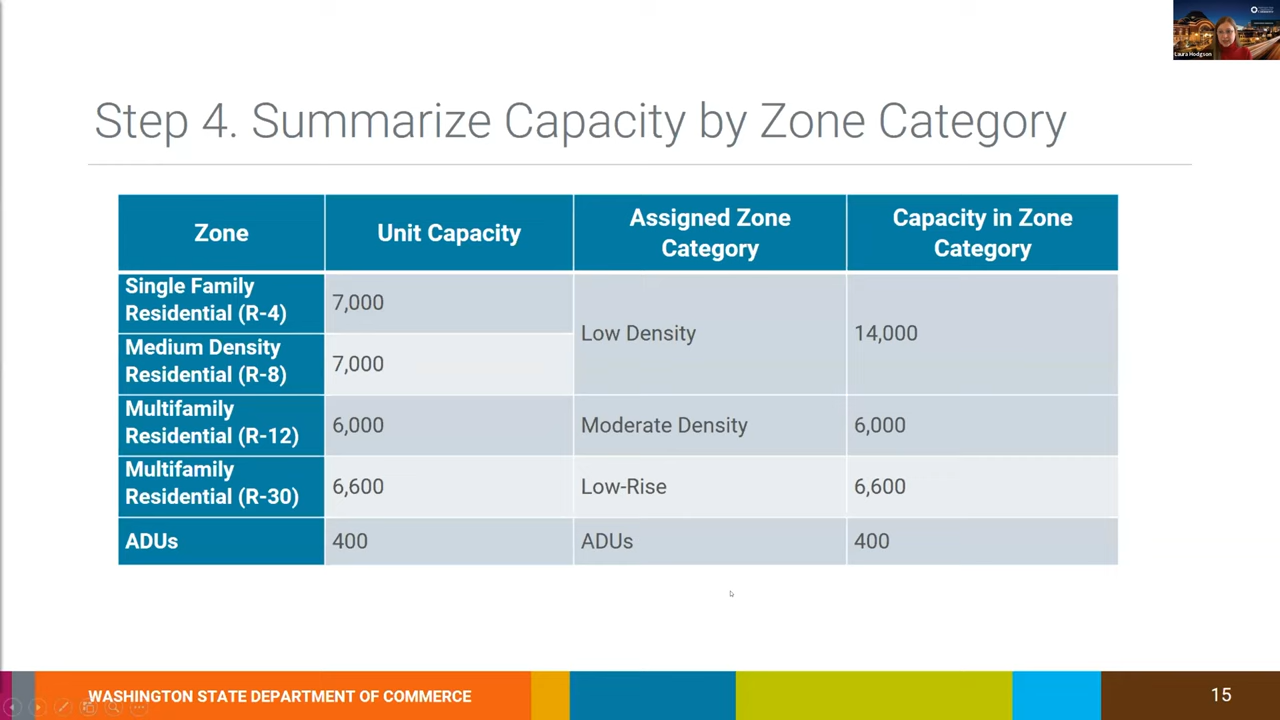 Laura Hodgson
Step 4. Summarize Capacity by Zone Category
Zone
Unit Capacity
Assigned Zone
Category
Capacity in Zone
Category
Single Family
Residential (R-4)
7,000
Low Density
14,000
Medium Density
Residential (R-8)
7,000
Multifamily
Residential (R-12)
6,000
Moderate Density
6,000
Multifamily
Residential (R-30)
6,600
Low-Rise
6,600
ADUs
400
ADUs
400
WASHINGTON STATE DEPARTMENT OF COMMERCE
15